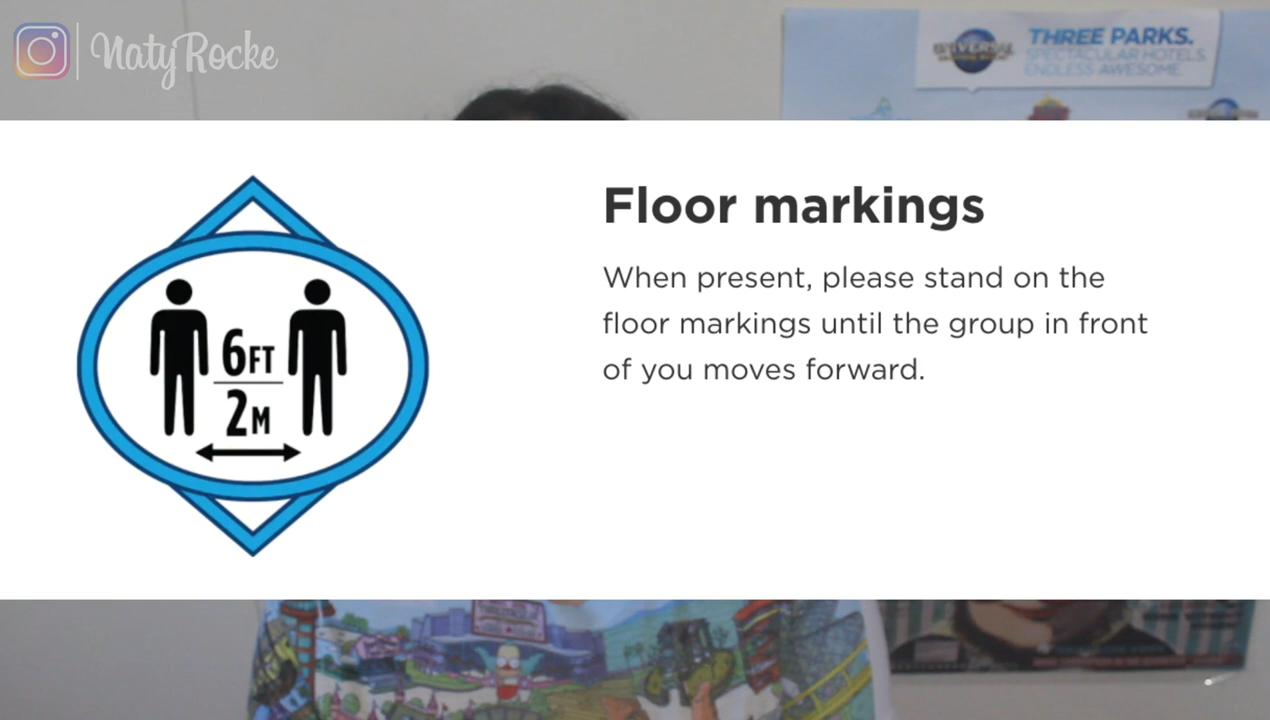 NatyRocke
UNIVERSAL
THREE PARKS.
SPECTACULAR HOTELS.
ENDLESS AWESOME.
Floor markings
When present, please stand on the
floor markings until the group in front
of you moves forward.
6FT
2M